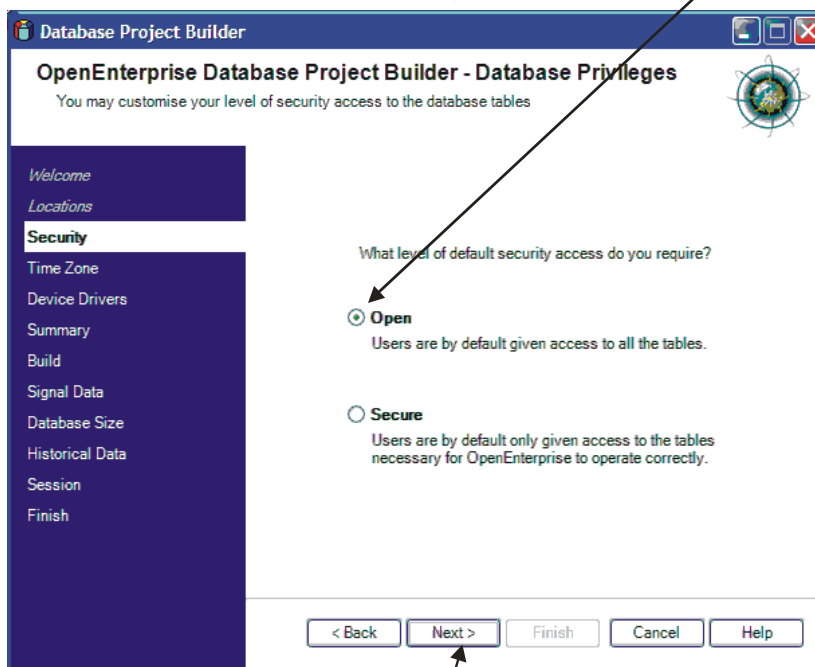 Database Project Builder
OpenEnterprise Database Project Builder - Database Privileges
You may customise your level of security access to the database tables
Welcome
Locations
Security
Time Zone
Device Drivers
Summary
Build
Signal Data
Database Size
Historical Data
Session
Finish
What level of default security access do you require?
Open
Users are by default given access to all the tables.
Secure
Users are by default only given access to the tables
necessary for OpenEnterprise to operate correctly.
< Back
Next >
Finish
Cancel
Help